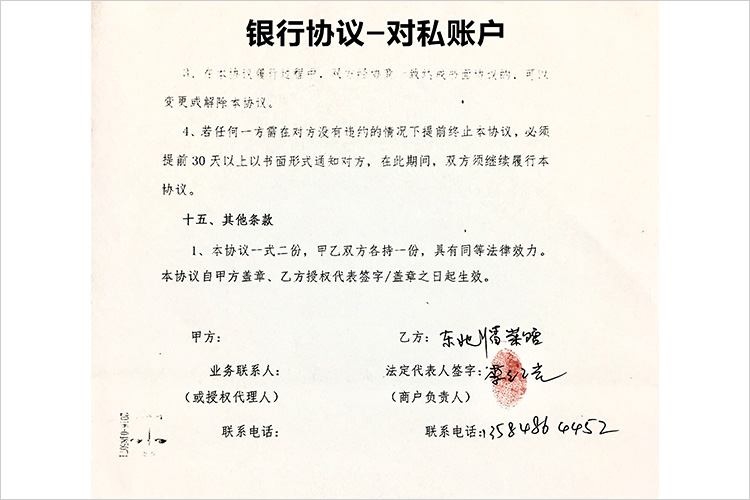 银行协议-对私账户
3、在本协议履行过程中，双方经协商一致达成书面协议的，可以
变更或解除本协议。
4、若任何一方需在对方没有违约的情况下提前终止本协议，必须
提前30天以上以书面形式通知对方，在此期间，双方须继续履行本
协议。
十五、其他条款
1、本协议一式二份，甲乙双方各持一份，具有同等法律效力。
本协议自甲方盖章、乙方授权代表签字/盖章之日起生效。
甲方：
乙方：东北
业务联系人：
法定代表人签字：
（或授权代理人）
（商户负责人）
联系电话：
联系电话：13584864452